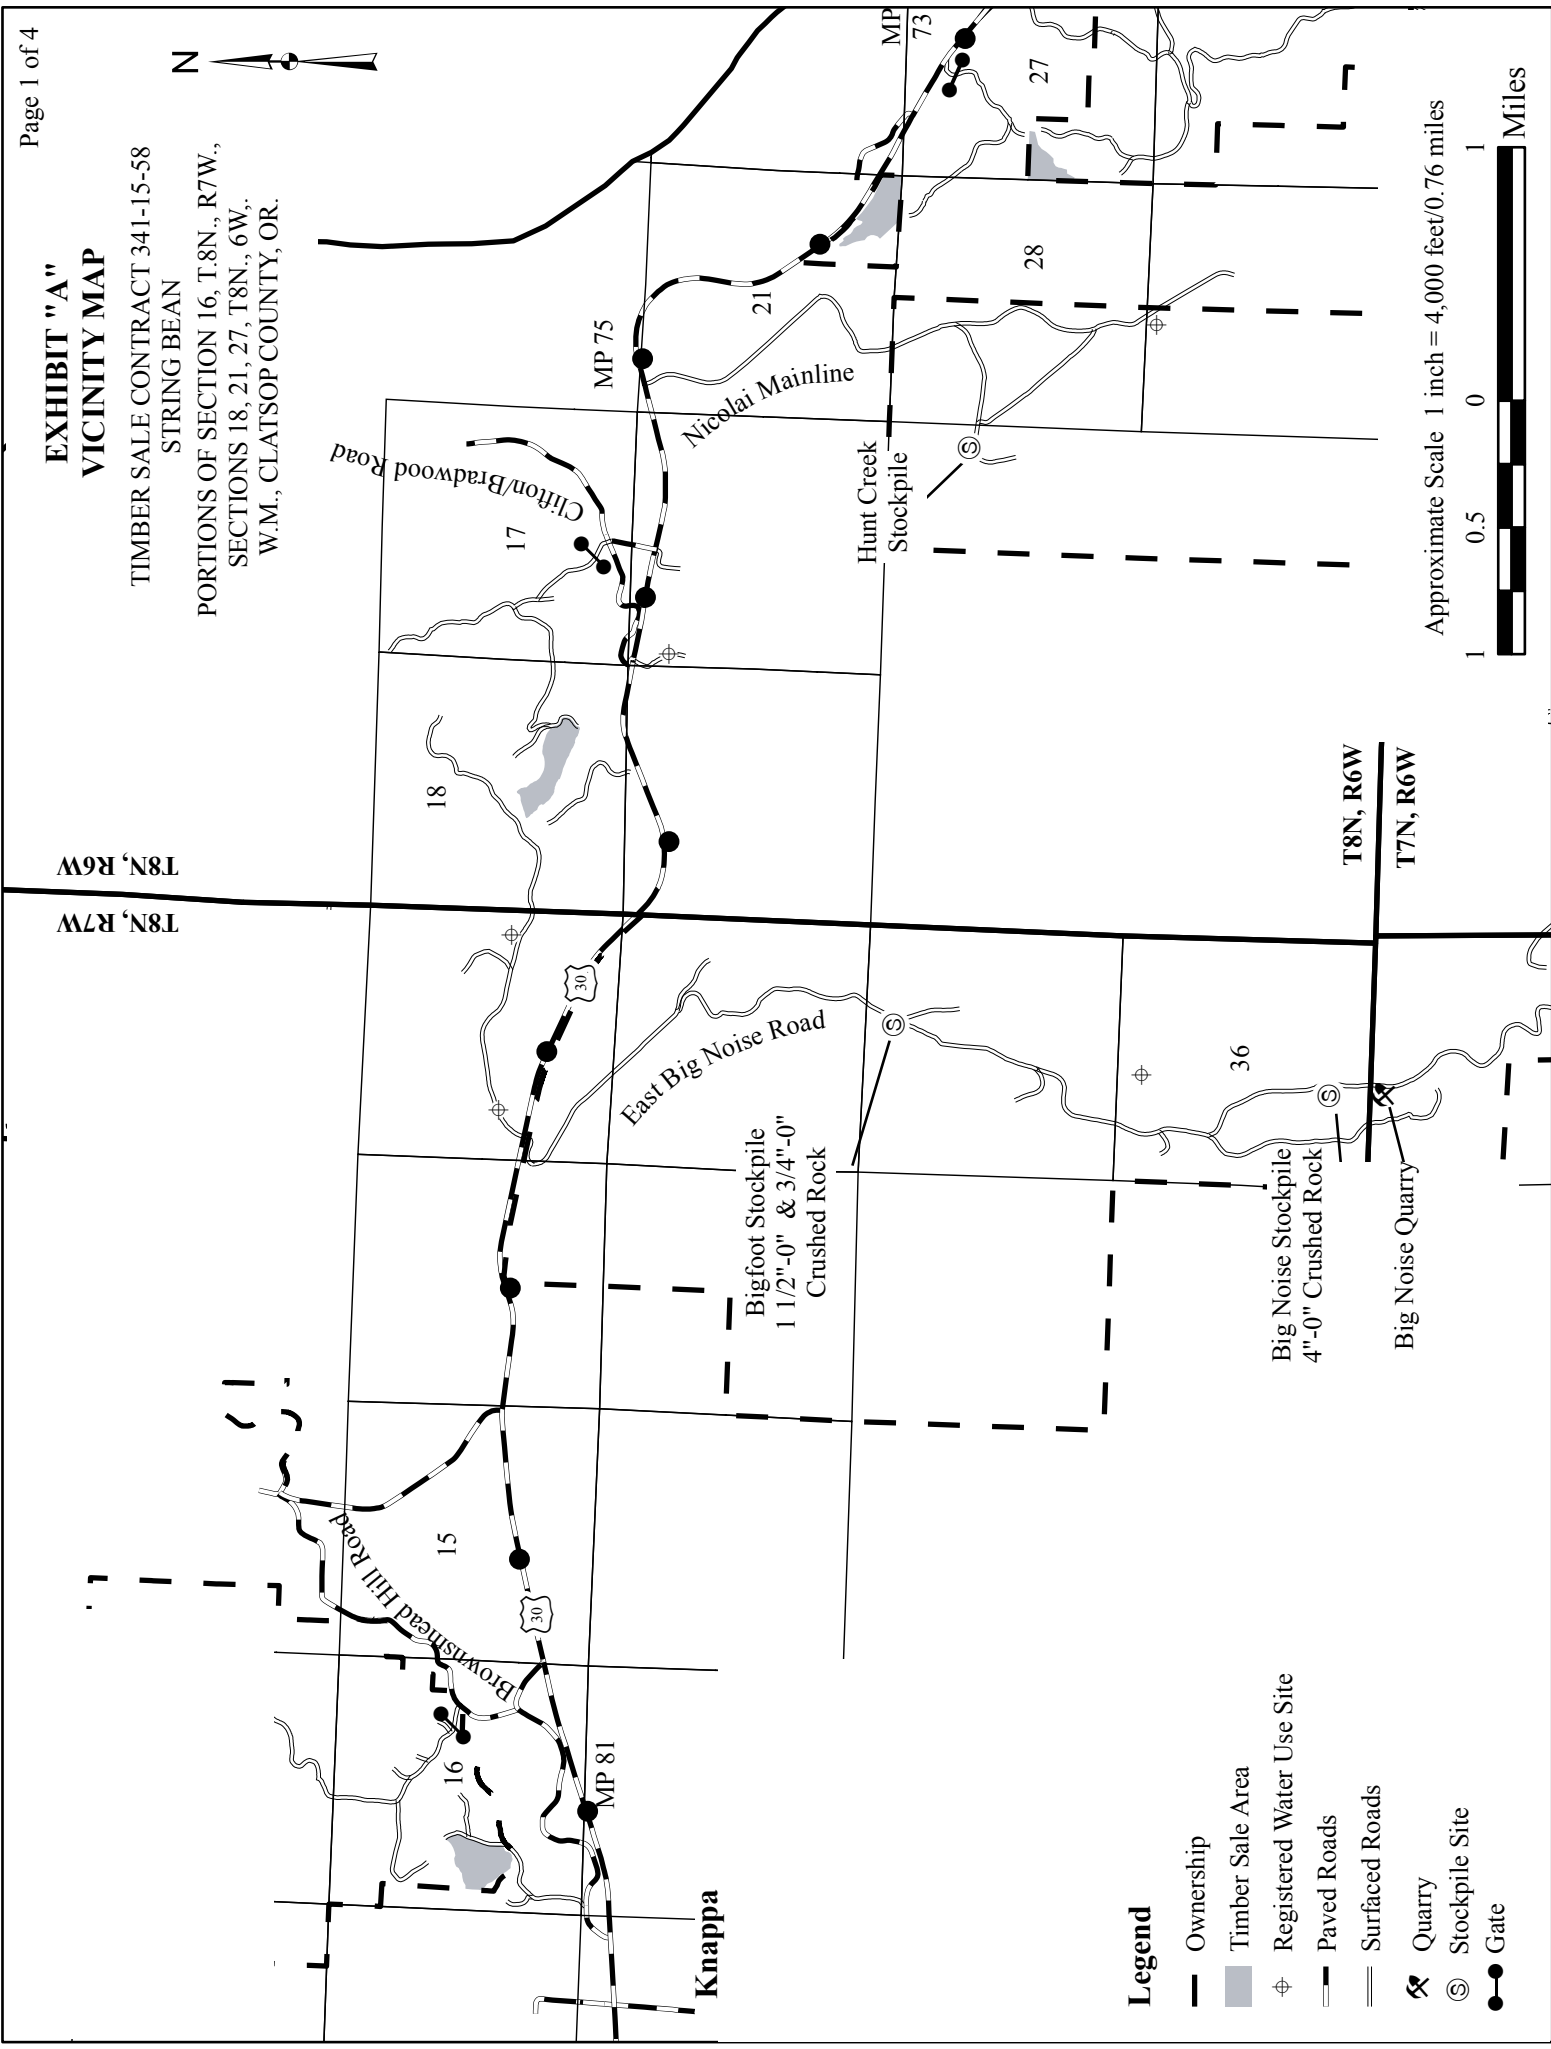 Page 1 of 4
EXHIBIT "A"
VICINITY MAP
TIMBER SALE CONTRACT 341-15-58
STRING BEAN
PORTIONS OF SECTION 16, T.8N., R7W.,
SECTIONS 18, 21, 27, T8N., 6W,.
W.M., CLATSOP COUNTY, OR.
N
T8N, R7W
T8N, R6W
Brownsmead Hill Road
Clifton/Bradwood Road
16
15
18
17
30
30
MP 81
MP 75
MP
73
Knappa
East Big Noise Road
Nicolai Mainline
21
27
28
Bigfoot Stockpile
1 1/2"-0" & 3/4"-0"
Crushed Rock
Hunt Creek
Stockpile
S
S
S
36
Big Noise Stockpile
4"-0" Crushed Rock
Big Noise Quarry
T8N, R6W
T7N, R6W
Legend
Ownership
Timber Sale Area
Registered Water Use Site
Paved Roads
Surfaced Roads
Quarry
S Stockpile Site
Gate
Approximate Scale 1 inch = 4,000 feet/0.76 miles
1 0.5 0 1
Miles